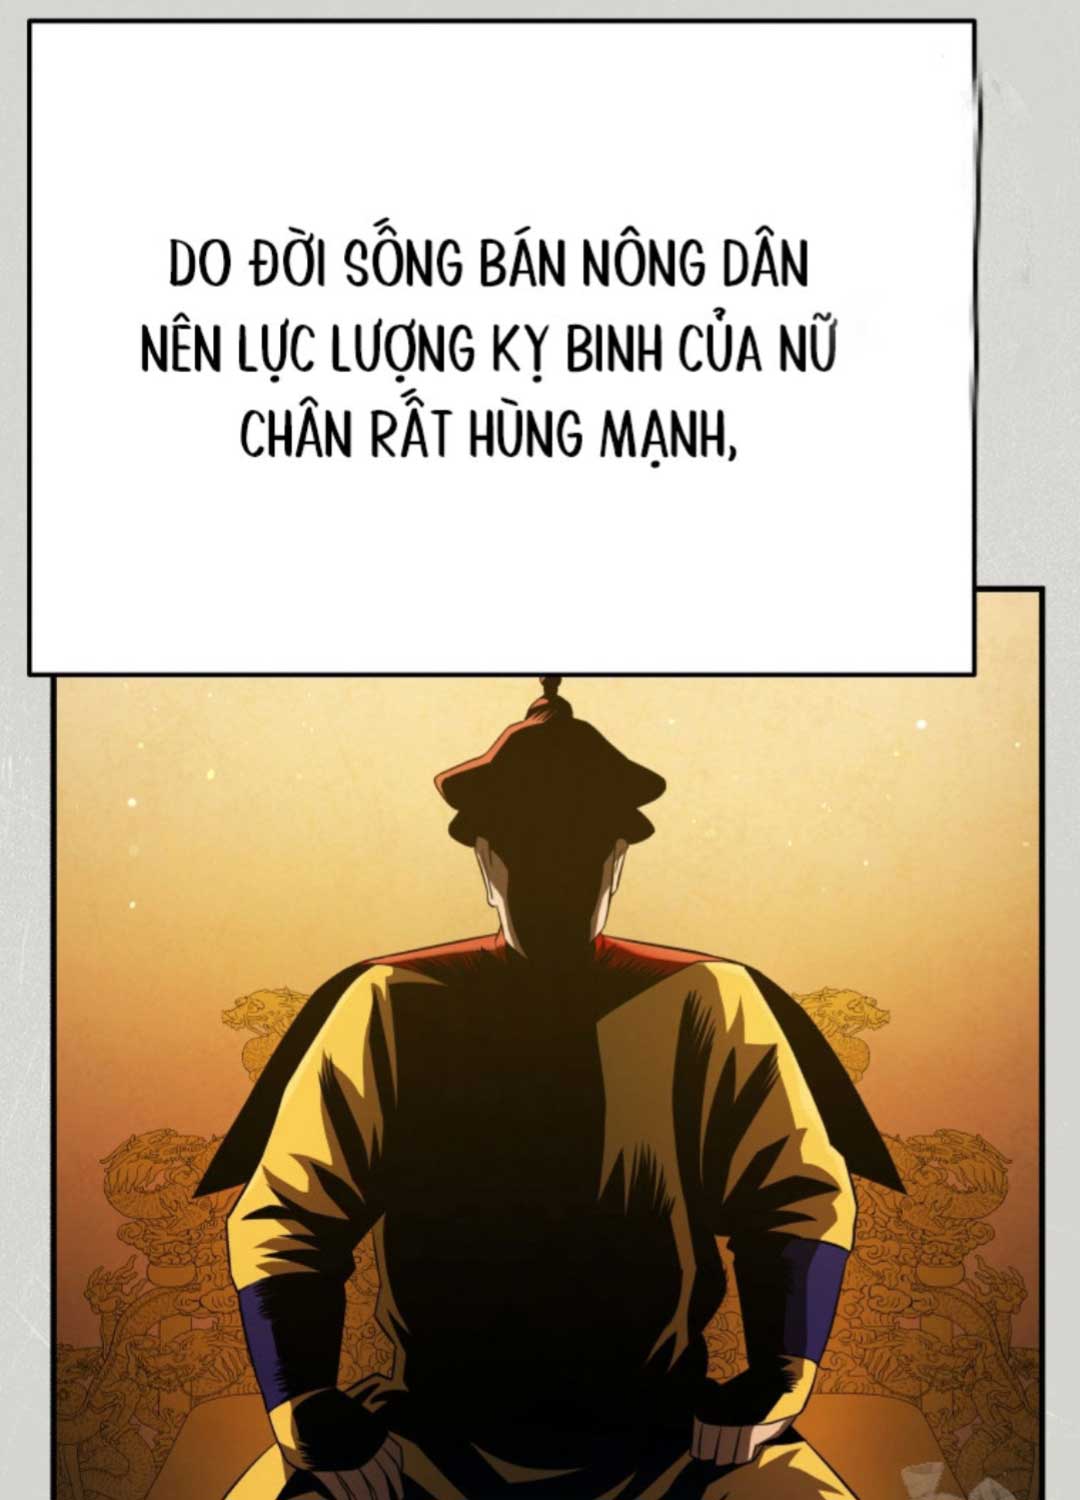 DO ĐỜI SỐNG BÁN NÔNG DÂN
NÊN LỰC LƯỢNG KỴ BINH CỦA NỮ
CHÂN RẤT HÙNG MẠNH,